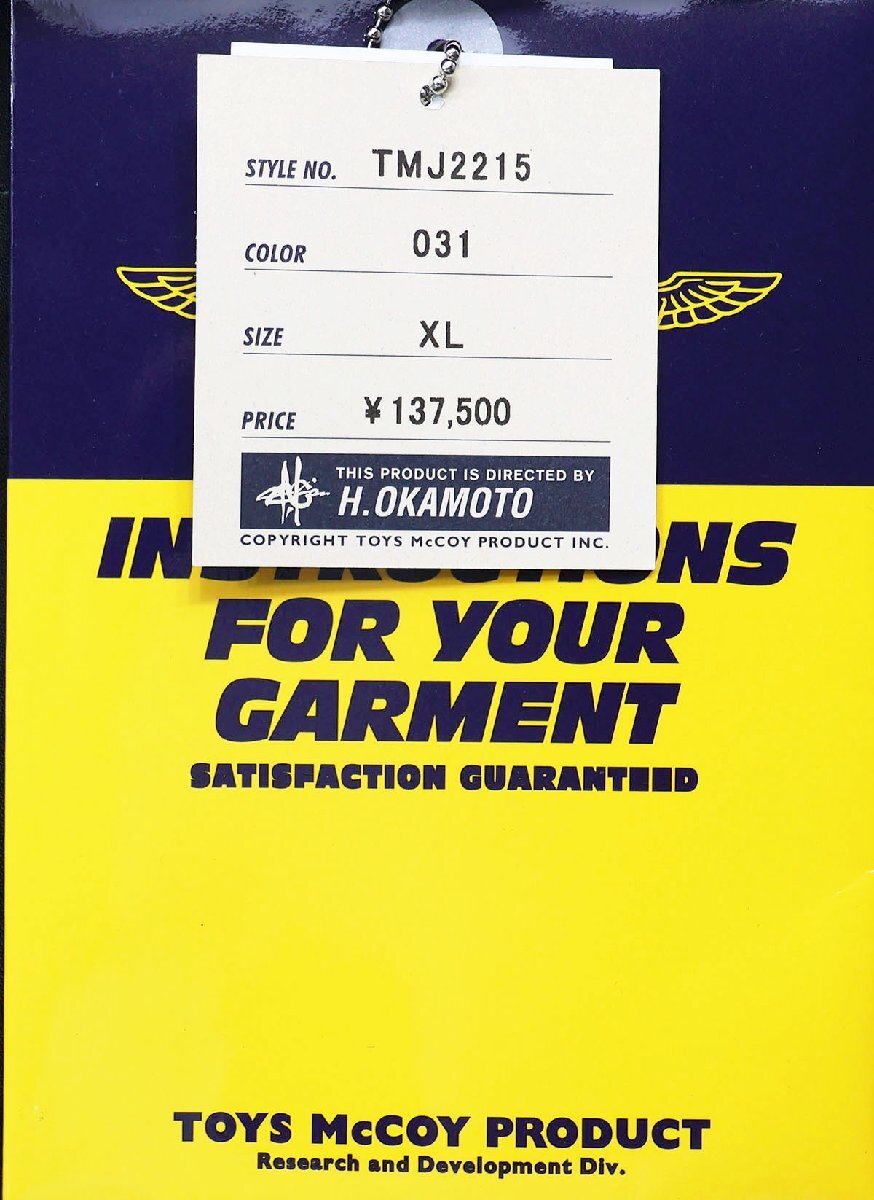 STYLE NO. TMJ2215
COLOR 031
SIZE XL
PRICE ¥137,500
THIS PRODUCT IS DIRECTED BY
H.OKAMOTO
COPYRIGHT TOYS McCOY PRODUCT INC.
INSTRUCTIONS
FOR YOUR
GARMENT
SATISFACTION GUARANTEED
TOYS McCOY PRODUCT
Research and Development Div.